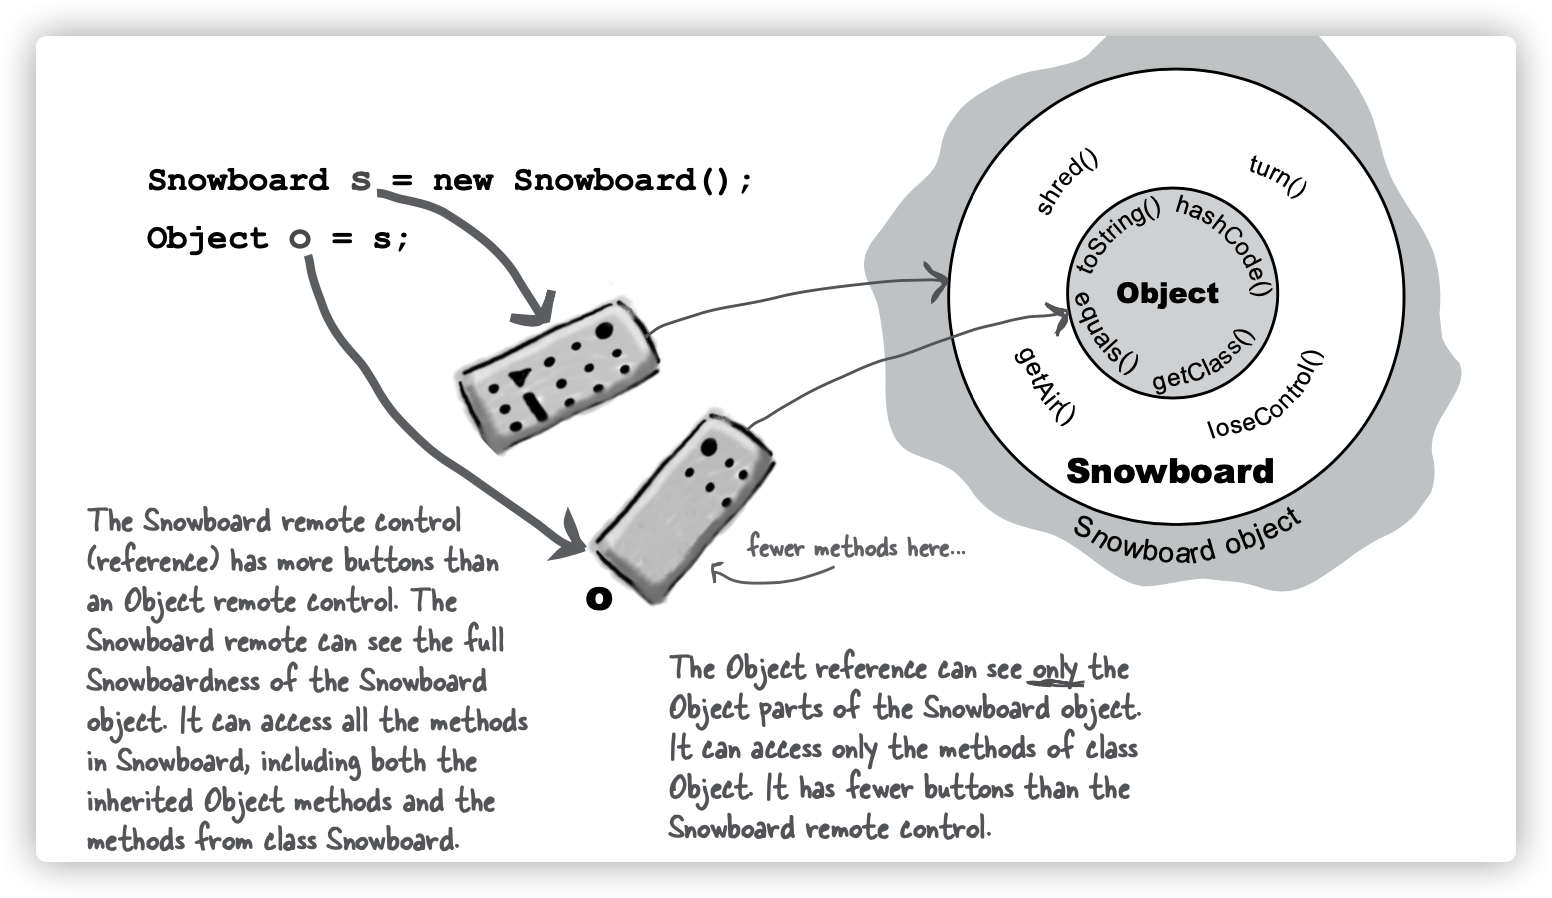 Snowboard s = new Snowboard();
Object o = s;
shred()
turn()
toString()
hashCode()
Object
equals()
getClass()
getAir()
loseControl()
Snowboard
Snowboard object
The Snowboard remote control
(reference) has more buttons than
an Object remote control. The
Snowboard remote can see the full
Snowboardness of the Snowboard
object. It can access all the methods
in Snowboard, including both the
inherited Object methods and the
methods from class Snowboard.
o
fewer methods here...
The Object reference can see only the
Object parts of the Snowboard object.
It can access only the methods of class
Object. It has fewer buttons than the
Snowboard remote control.